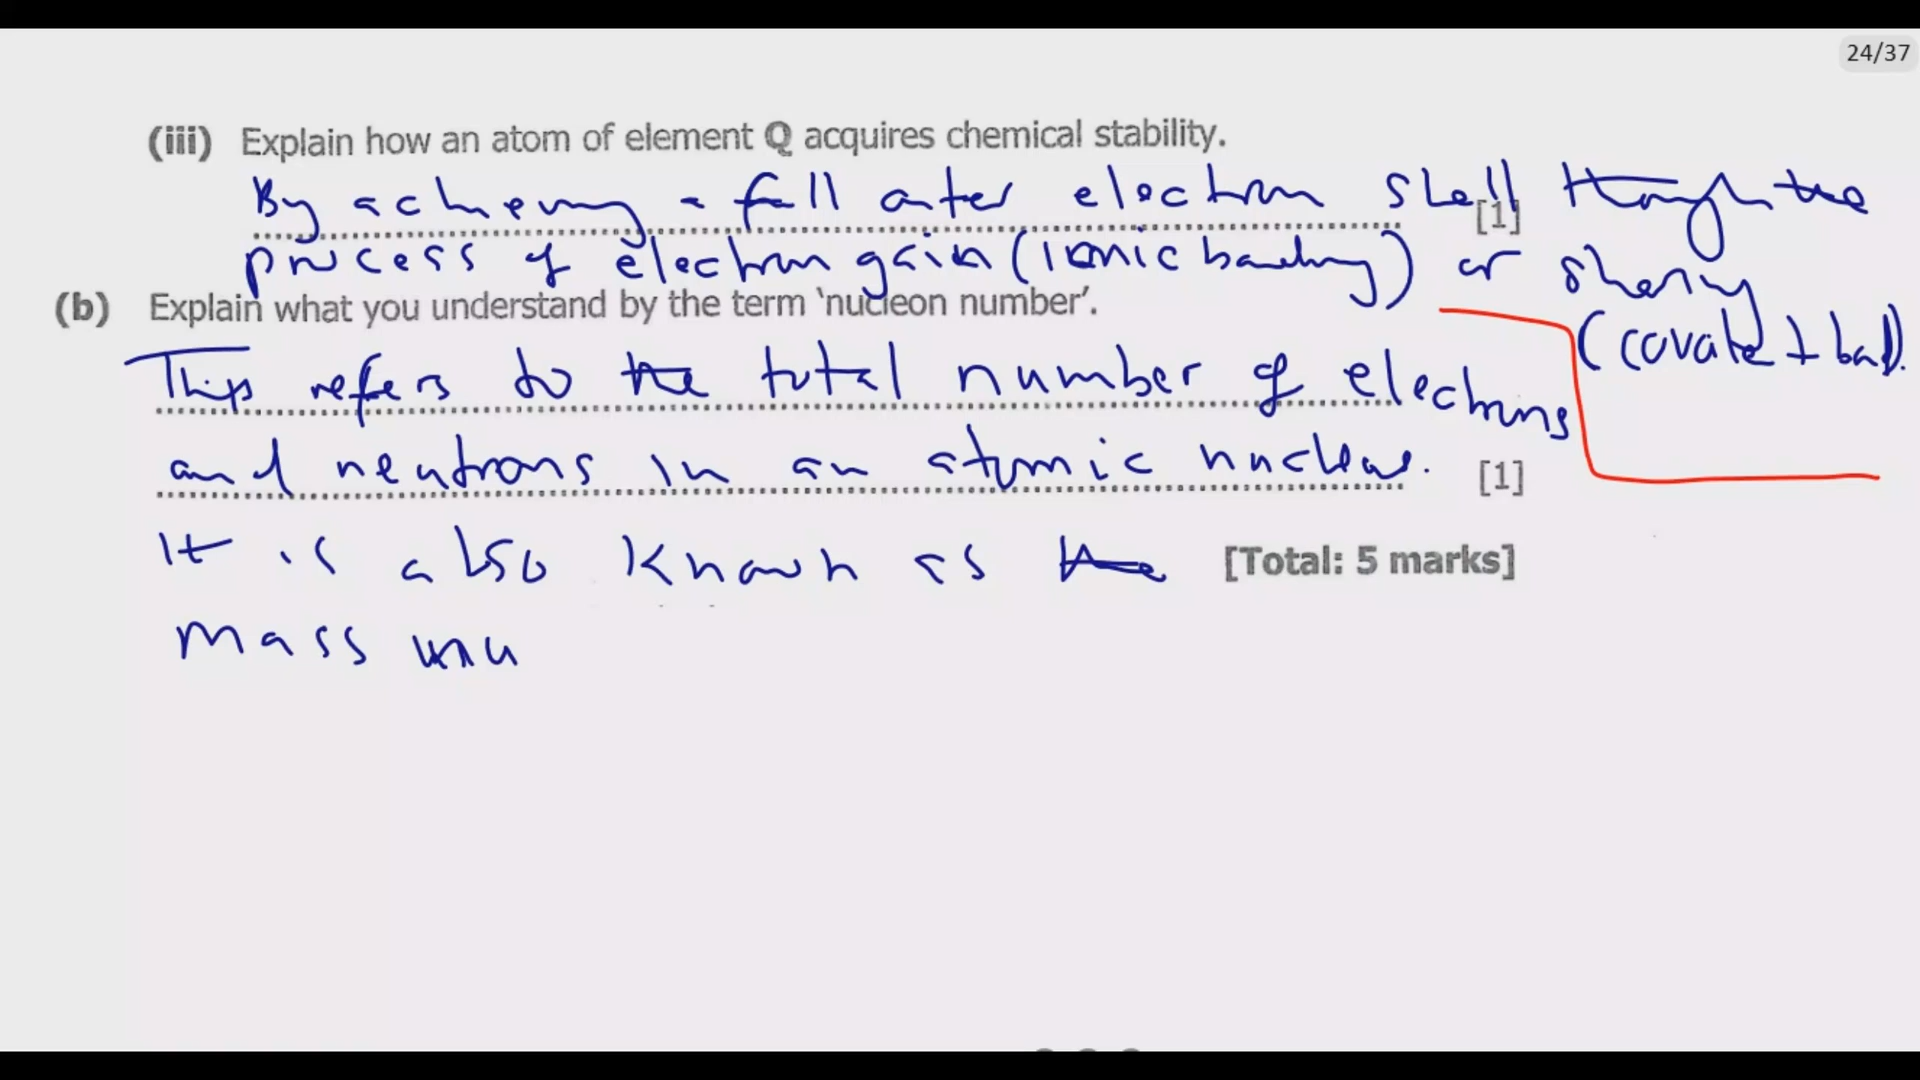 24/37
(iii) Explain how an atom of element Q acquires chemical stability.
By achieving a full outer electron shell through the
[1]
process of electron gain (ionic bonding) or sharing
(covalent bond).
(b) Explain what you understand by the term ‘nucleon number’.
This refers to the total number of electrons
and neutrons in an atomic nucleus. [1]
It is also known as the [Total: 5 marks]
mass